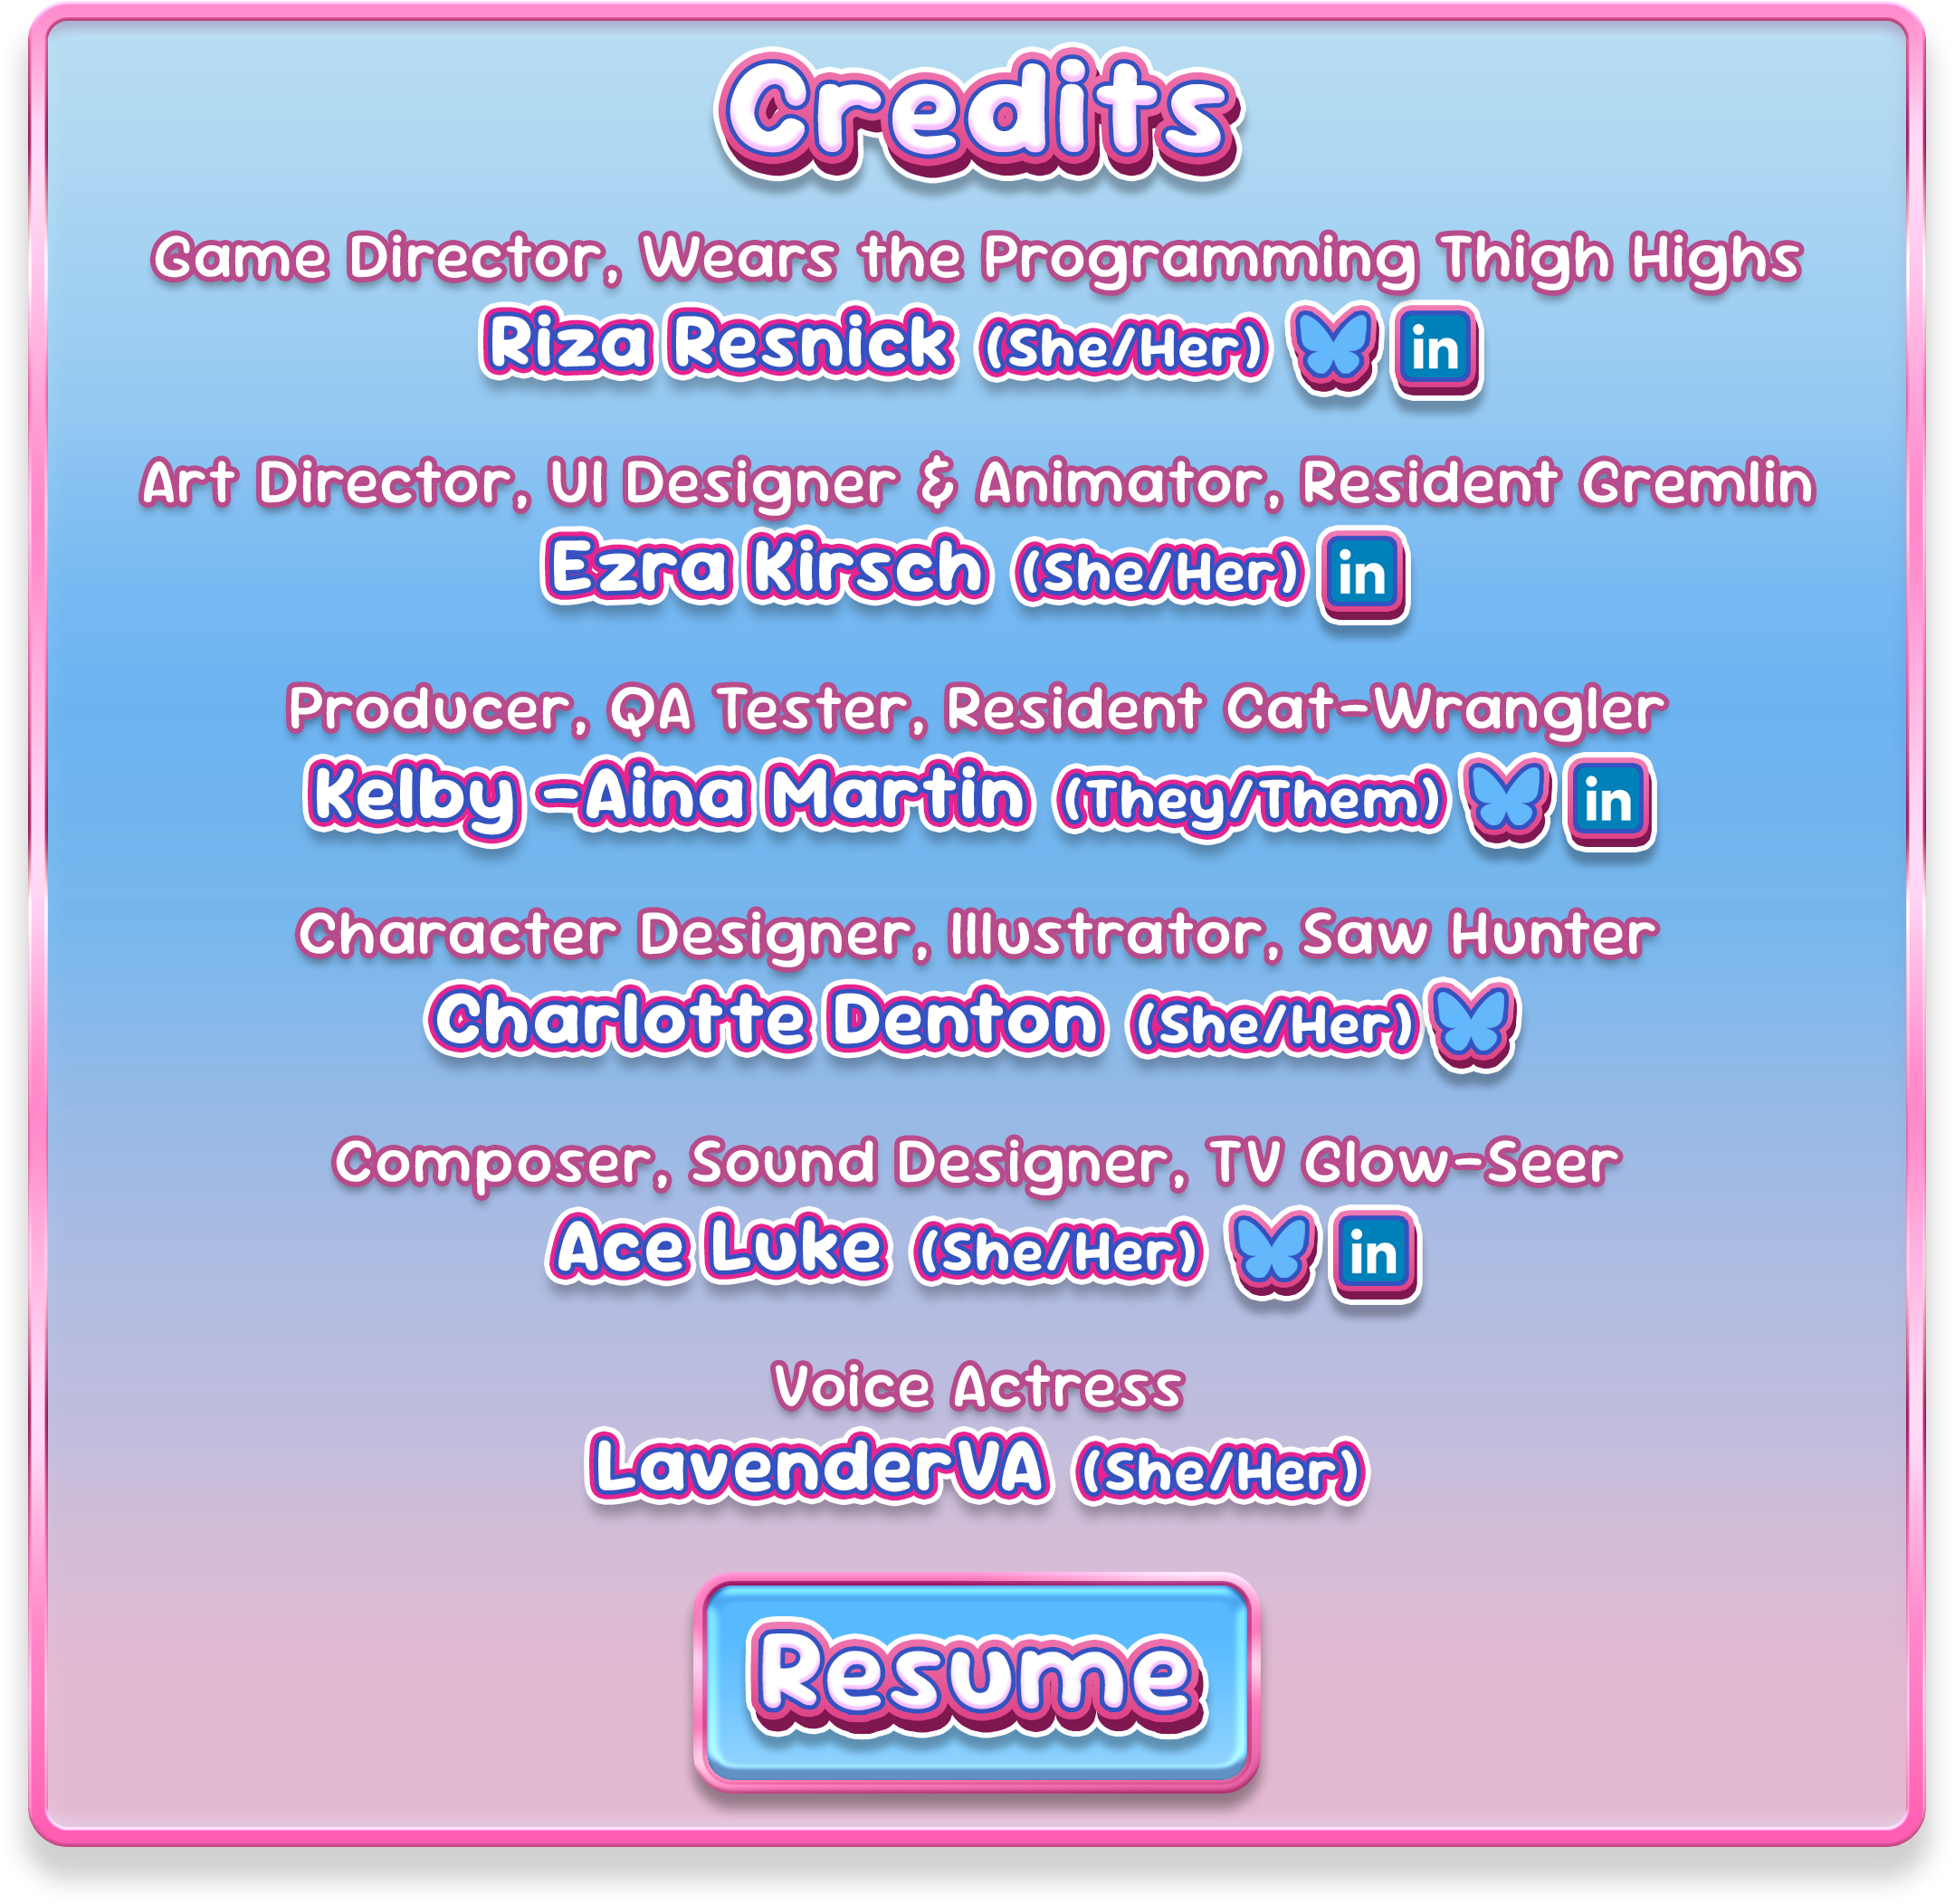 Credits
Game Director, Wears the Programming Thigh Highs
Riza Resnick (She/Her) in
Art Director, UI Designer & Animator, Resident Gremlin
Ezra Kirsch (She/Her) in
Producer, QA Tester, Resident Cat-Wrangler
Kelby -Aina Martin (They/Them) in
Character Designer, Illustrator, Saw Hunter
Charlotte Denton (She/Her)
Composer, Sound Designer, TV Glow-Seer
Ace Luke (She/Her) in
Voice Actress
LavenderVA (She/Her)
Resume